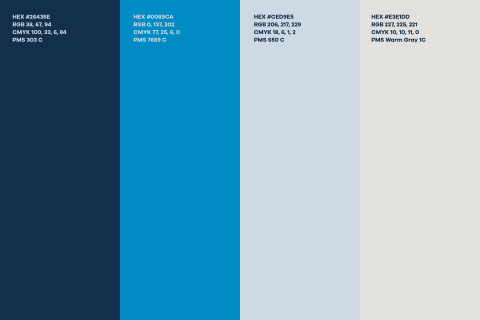 HEX #26435E
RGB 38, 67, 94
CMYK 100, 33, 6, 84
PMS 303 C
HEX #0089CA
RGB 0, 137, 202
CMYK 77, 25, 6, 0
PMS 7689 C
HEX #CED9E5
RGB 206, 217, 229
CMYK 18, 6, 1, 2
PMS 650 C
HEX #E3E1DD
RGB 227, 225, 221
CMYK 10, 10, 11, 0
PMS Warm Gray 1C